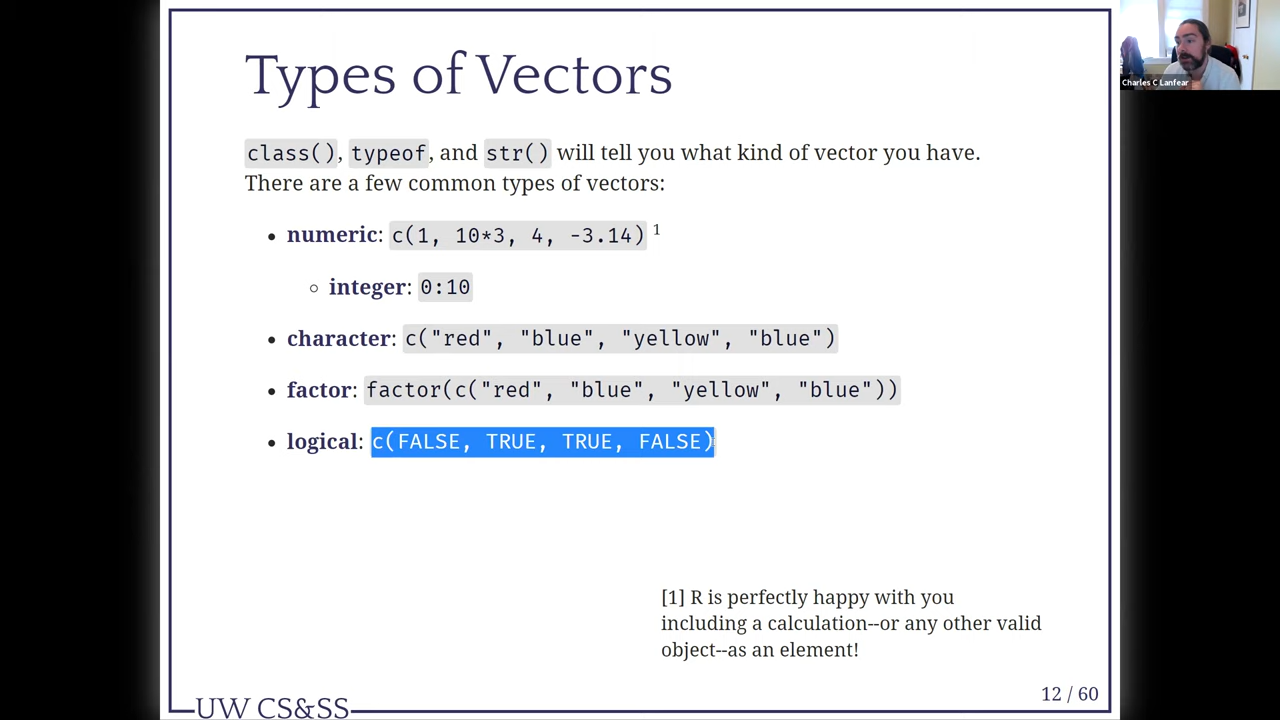 Types of Vectors
class(), typeof, and str() will tell you what kind of vector you have.
There are a few common types of vectors:
• numeric: c(1, 10*3, 4, -3.14) 1
○ integer: 0:10
• character: c("red", "blue", "yellow", "blue")
• factor: factor(c("red", "blue", "yellow", "blue"))
• logical: c(FALSE, TRUE, TRUE, FALSE)
[1] R is perfectly happy with you
including a calculation--or any other valid
object--as an element!
12 / 60
UW CS&SS
Charles C Lanfear